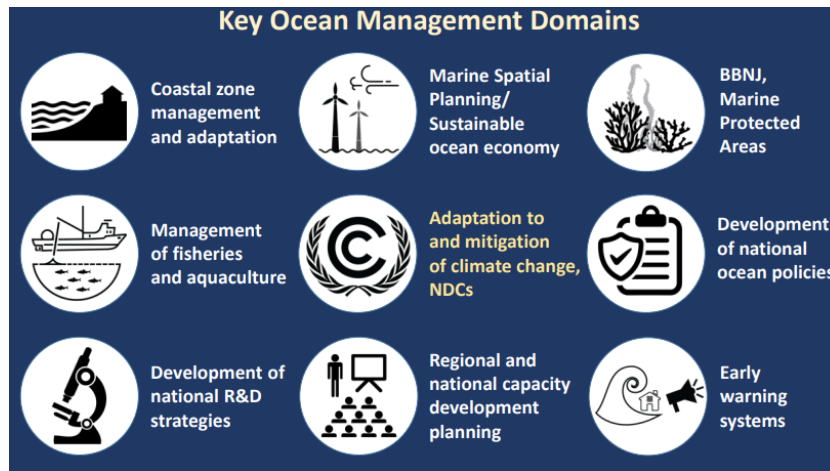 Key Ocean Management Domains
Coastal zone
management
and adaptation
Marine Spatial
Planning/
Sustainable
ocean economy
BBNJ,
Marine
Protected
Areas
Management
of fisheries
and aquaculture
Adaptation to
and mitigation
of climate change,
NDCs
Development
of national
ocean policies
Development of
national R&D
strategies
Regional and
national capacity
development
planning
Early
warning
systems